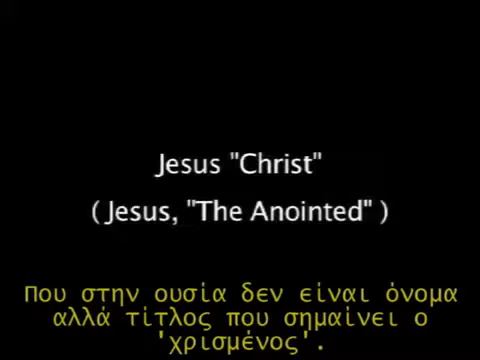 Jesus "Christ"
( Jesus, "The Anointed" )
Που στην ουσία δεν είναι όνομα
αλλά τίτλος που σημαίνει ο
'χρισμένος'.